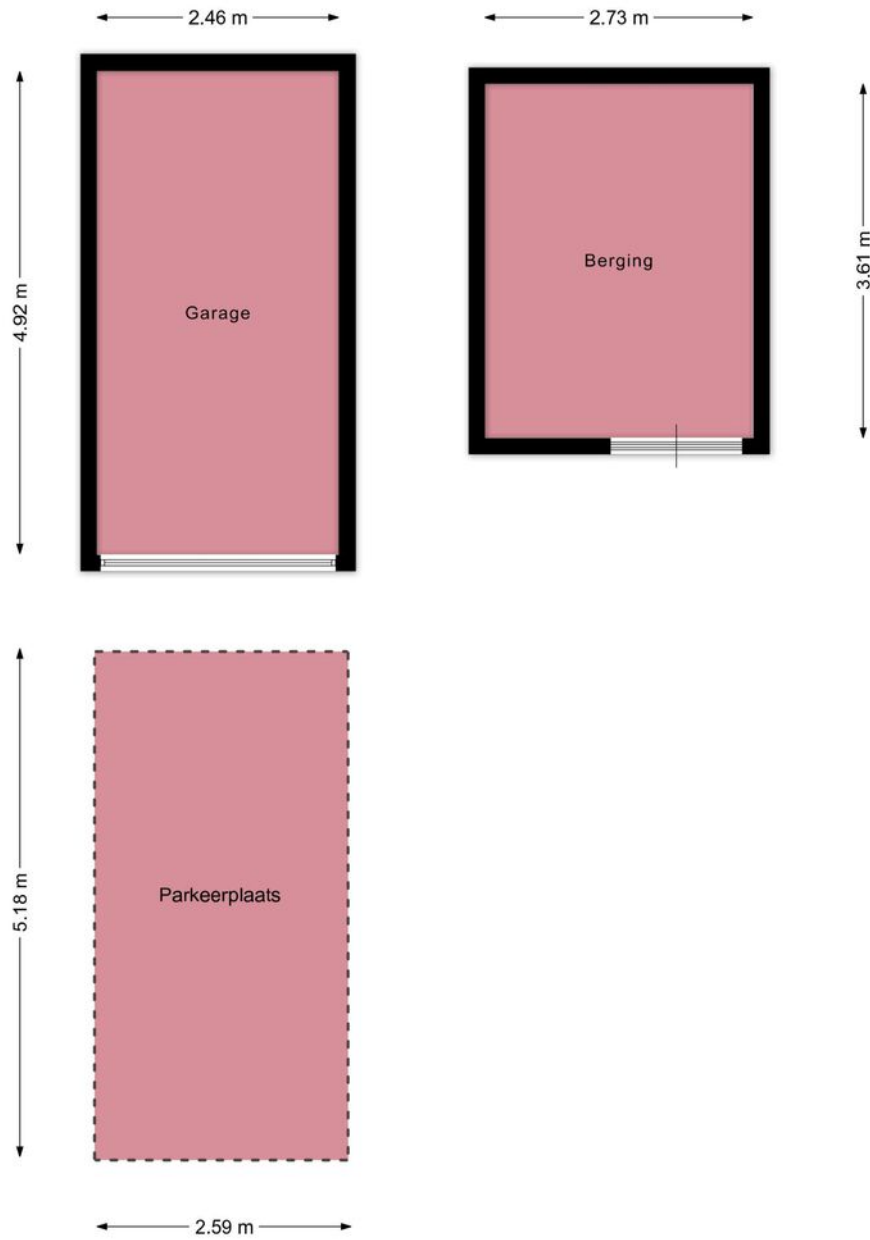 2.46 m
2.73 m
4.92 m
Garage
Berging
3.61 m
5.18 m
Parkeerplaats
2.59 m